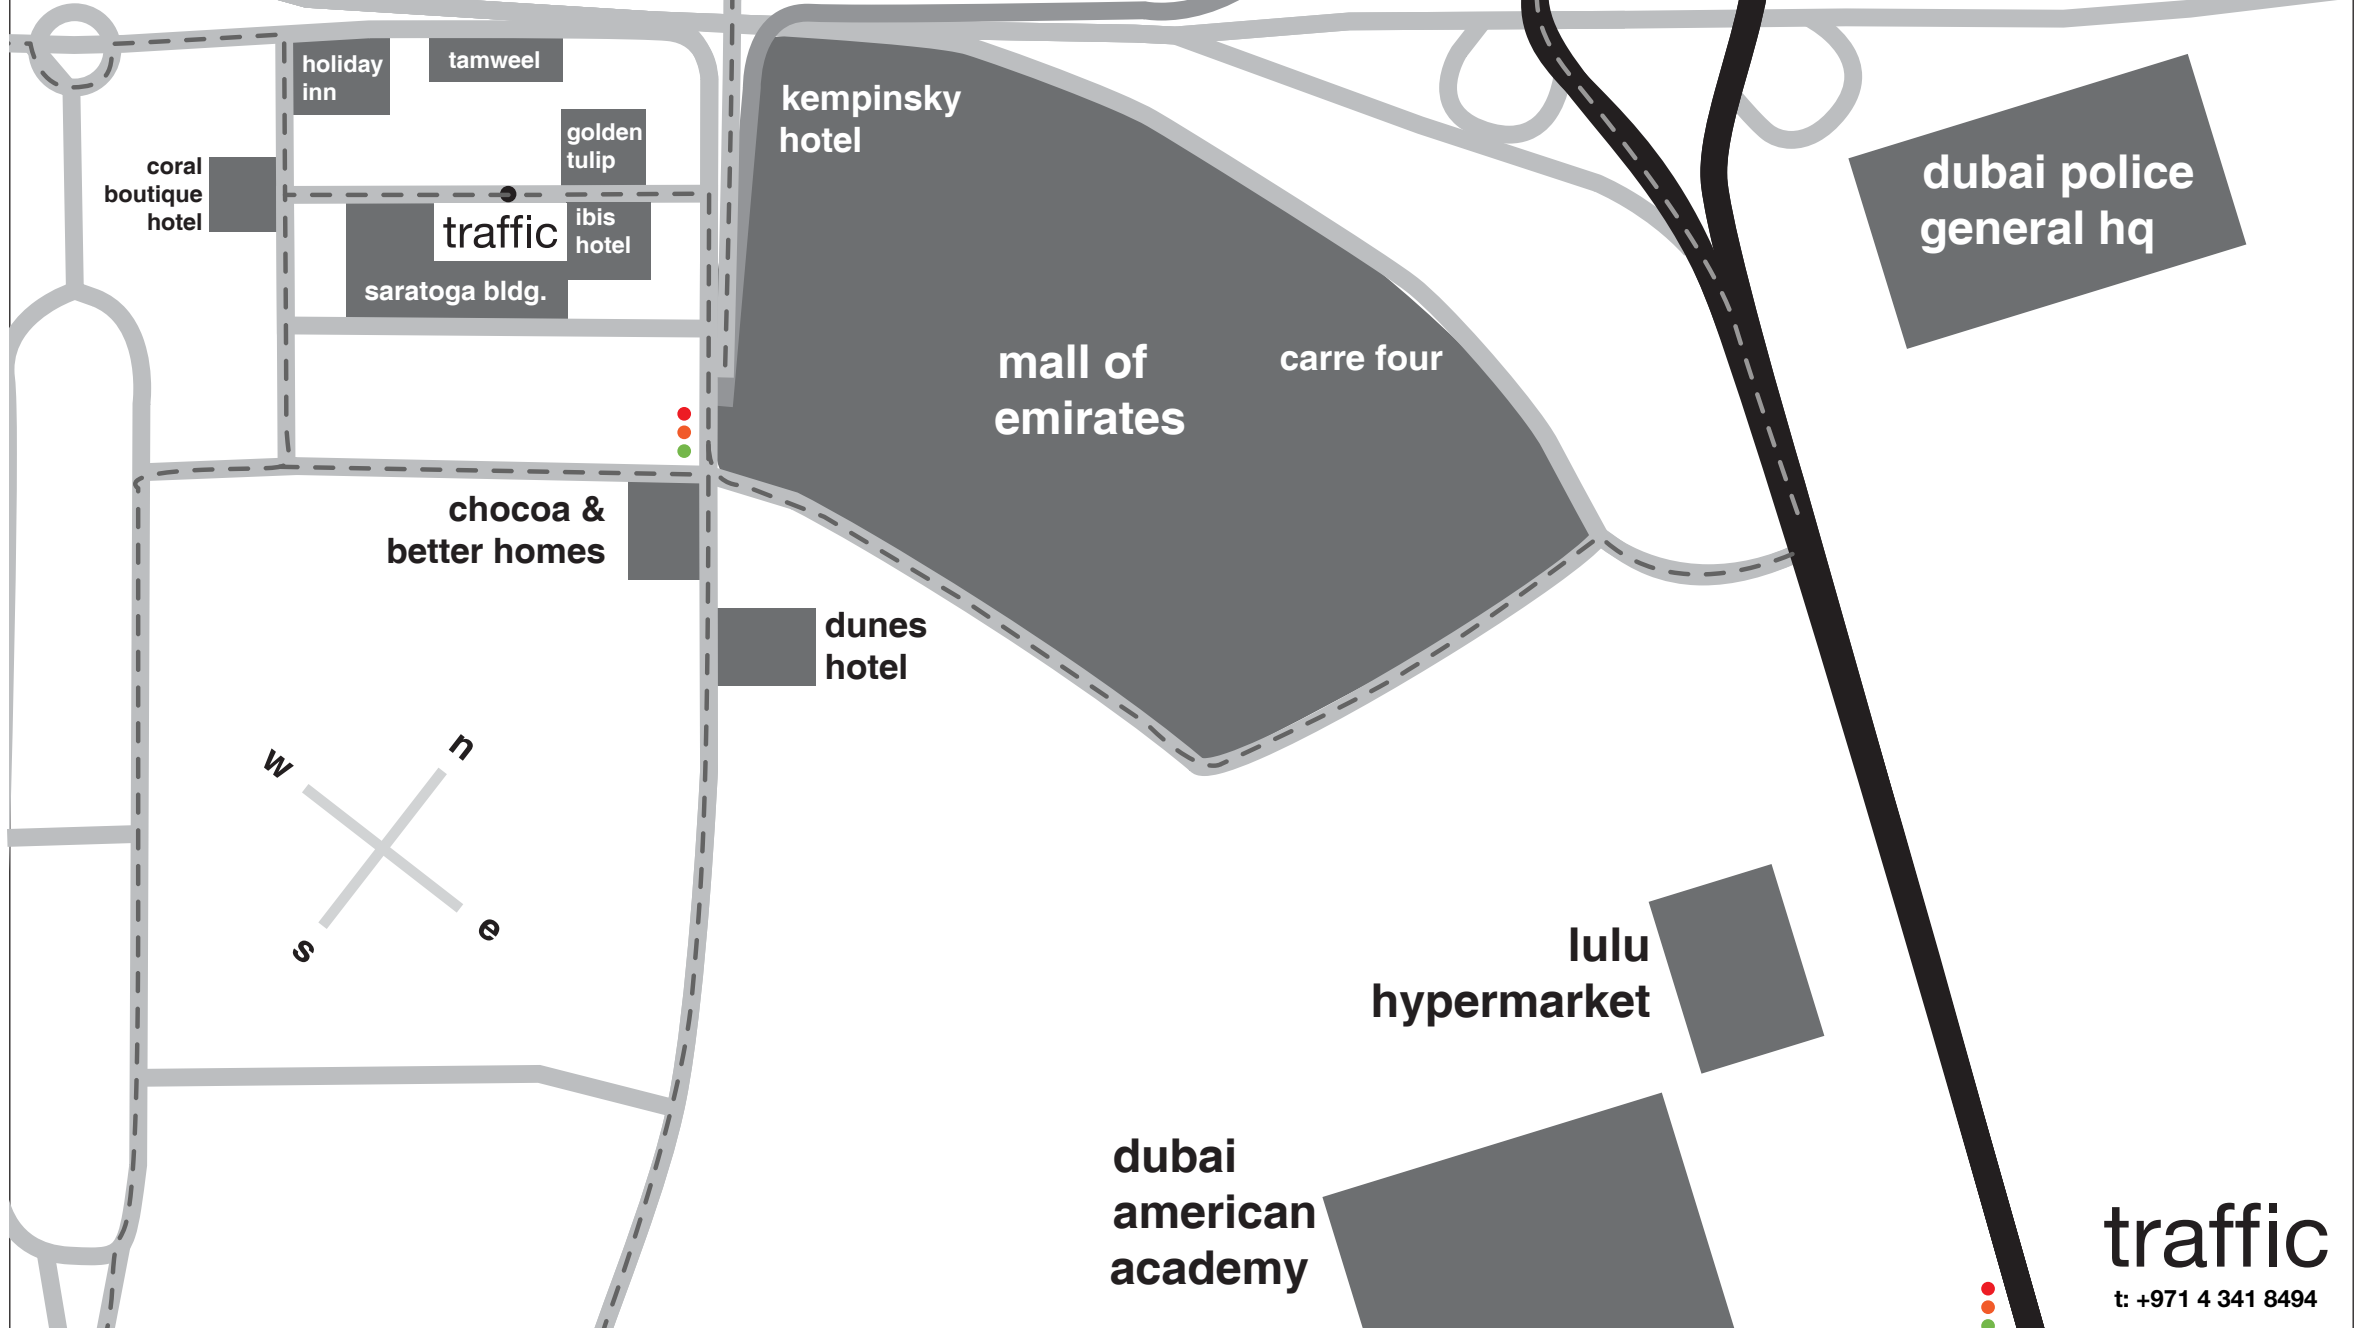 holiday
inn
tamweel
golden
tulip
coral
boutique
hotel
traffic
ibis
hotel
saratoga bldg.
kempinsky
hotel
dubai police
general hq
mall of
emirates
carre four
chocoa &
better homes
dunes
hotel
n
w
e
s
lulu
hypermarket
dubai
american
academy
traffic
t: +971 4 341 8494